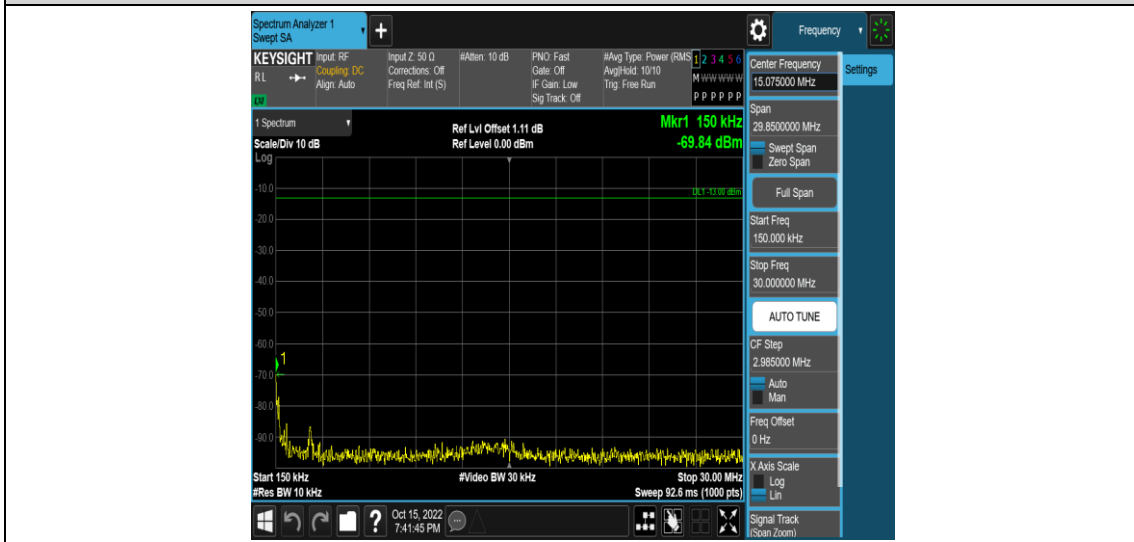 Spectrum Analyzer 1
Swept SA
+
Frequency
KEYSIGHT
R L
LXI
Input: RF
Coupling: DC
Align: Auto
Input Z: 50 Ω
Corrections: Off
Freq Ref: Int (S)
#Atten: 10 dB
PNO: Fast
Gate: Off
IF Gain: Low
Sig Track: Off
#Avg Type: Power (RMS
Avg|Hold: 10/10
Trig: Free Run
1 2 3 4 5 6
M W W W W W
P P P P P P
1 Spectrum
Scale/Div 10 dB
Log
Ref Lvl Offset 1.11 dB
Ref Level 0.00 dBm
Mkr1 150 kHz
-69.84 dBm
DL1 -13.00 dBm
-10.0
-20.0
-30.0
-40.0
-50.0
-60.0
-70.0
-80.0
-90.0
1
Start 150 kHz
#Video BW 30 kHz
Stop 30.00 MHz
#Res BW 10 kHz
Sweep 92.6 ms (1000 pts)
?
Oct 15, 2022
7:41:45 PM
Center Frequency
15.075000 MHz
Settings
Span
29.8500000 MHz
Swept Span
Zero Span
Full Span
Start Freq
150.000 kHz
Stop Freq
30.000000 MHz
AUTO TUNE
CF Step
2.985000 MHz
Auto
Man
Freq Offset
0 Hz
X Axis Scale
Log
Lin
Signal Track
(Span Zoom)